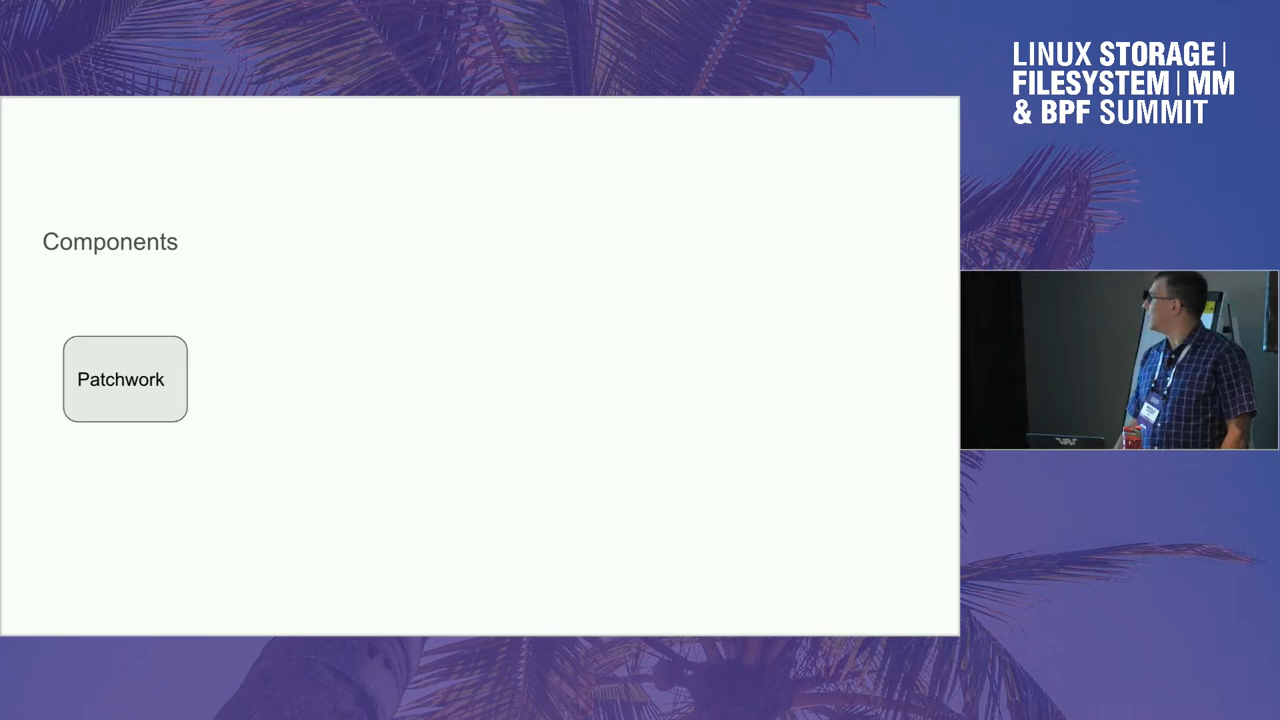 LINUX STORAGE |
FILESYSTEM | MM
& BPF SUMMIT
Components
Patchwork